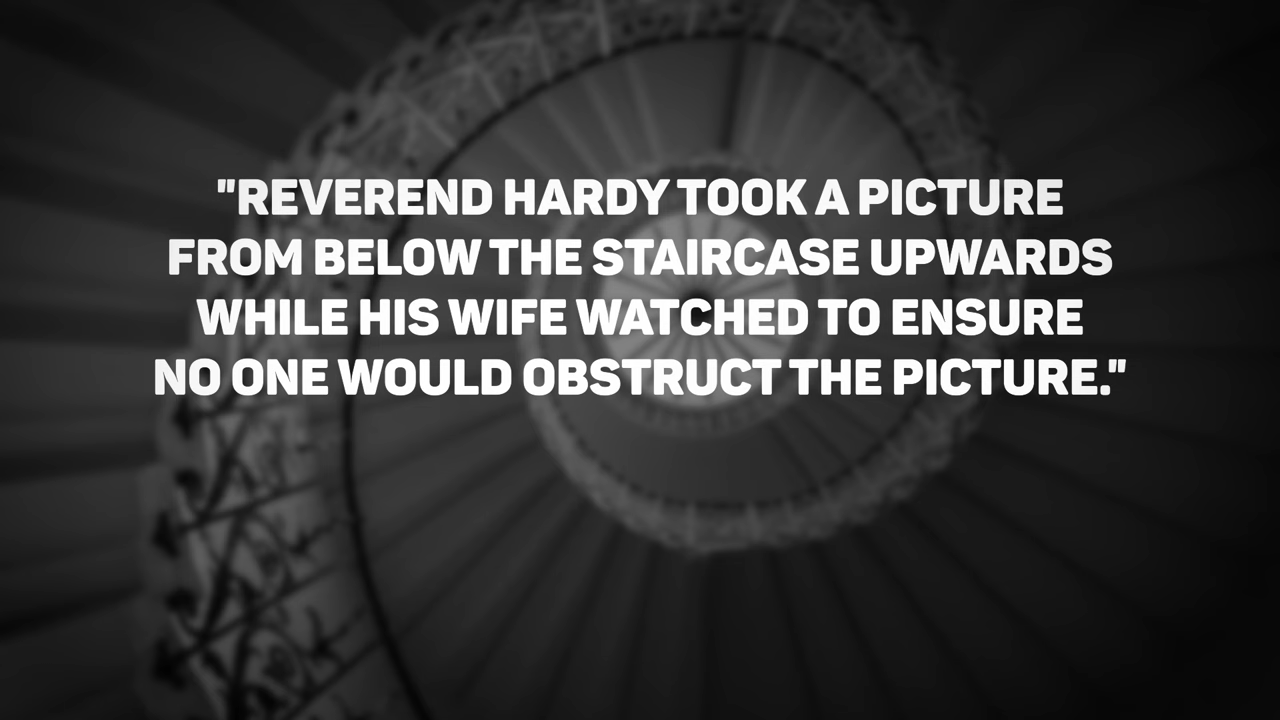 "REVEREND HARDY TOOK A PICTURE
FROM BELOW THE STAIRCASE UPWARDS
WHILE HIS WIFE WATCHED TO ENSURE
NO ONE WOULD OBSTRUCT THE PICTURE."